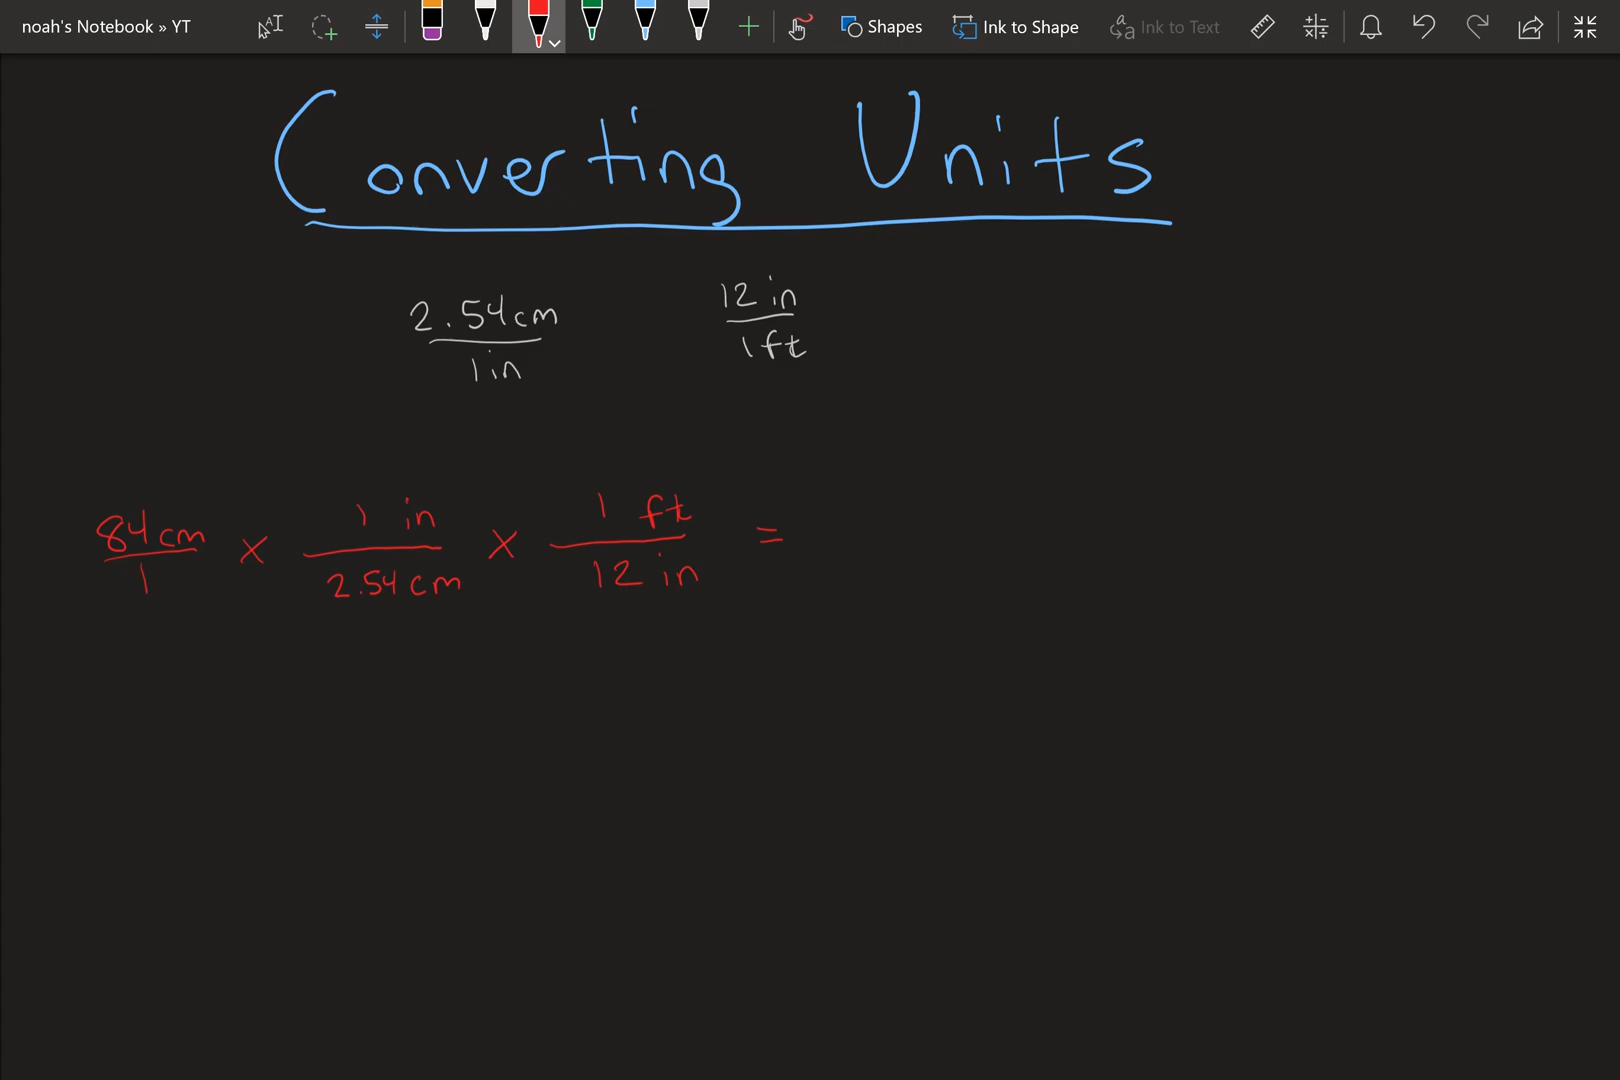 noah's Notebook » YT Shapes Ink to Shape Ink to Text
Converting Units
2.54cm
1in
12 in
1ft
84cm × 1 in × 1 ft =
1 2.54cm 12 in